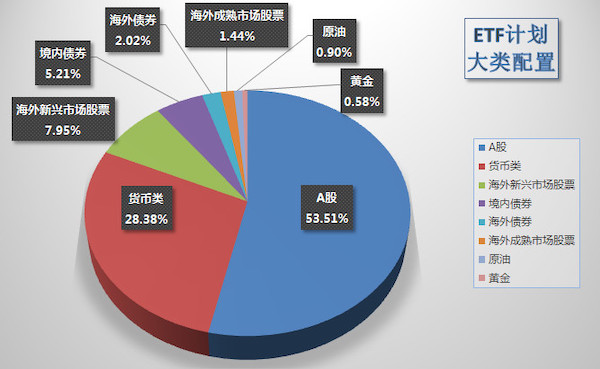 ETF计划
大类配置
海外债券
2.02%
海外成熟市场股票
1.44%
原油
0.90%
境内债券
5.21%
黄金
0.58%
海外新兴市场股票
7.95%
货币类
28.38%
A股
53.51%
A股
货币类
海外新兴市场股票
境内债券
海外债券
海外成熟市场股票
原油
黄金